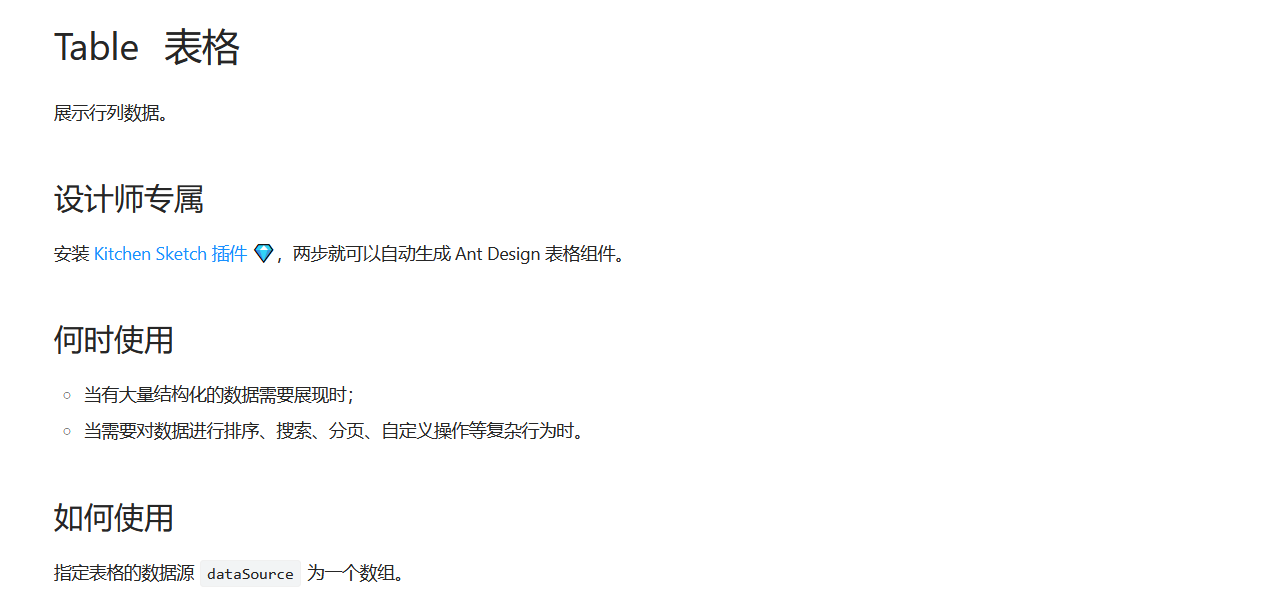 Table 表格
展示行列数据。
设计师专属
安装 Kitchen Sketch 插件 💎，两步就可以自动生成 Ant Design 表格组件。
何时使用
当有大量结构化的数据需要展现时；
当需要对数据进行排序、搜索、分页、自定义操作等复杂行为时。
如何使用
指定表格的数据源 dataSource 为一个数组。